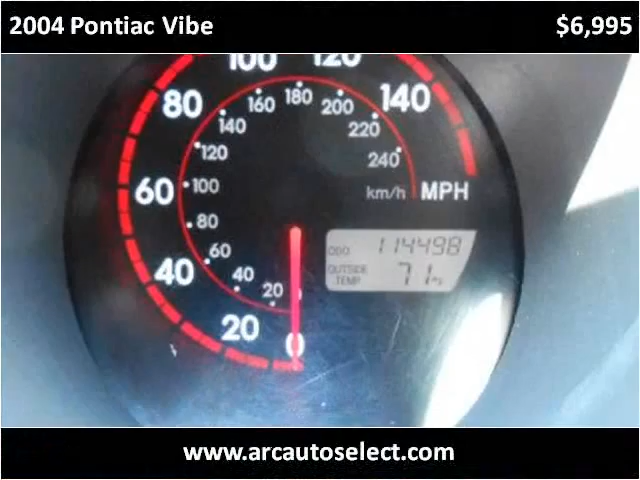 2004 Pontiac Vibe $6,995
100 120
80 140
160 180 200
140 220
120 240
60 100 km/h MPH
80
ODO 114498
60
OUTSIDE TEMP 71°F
40 40
20
20 0
www.arcautoselect.com